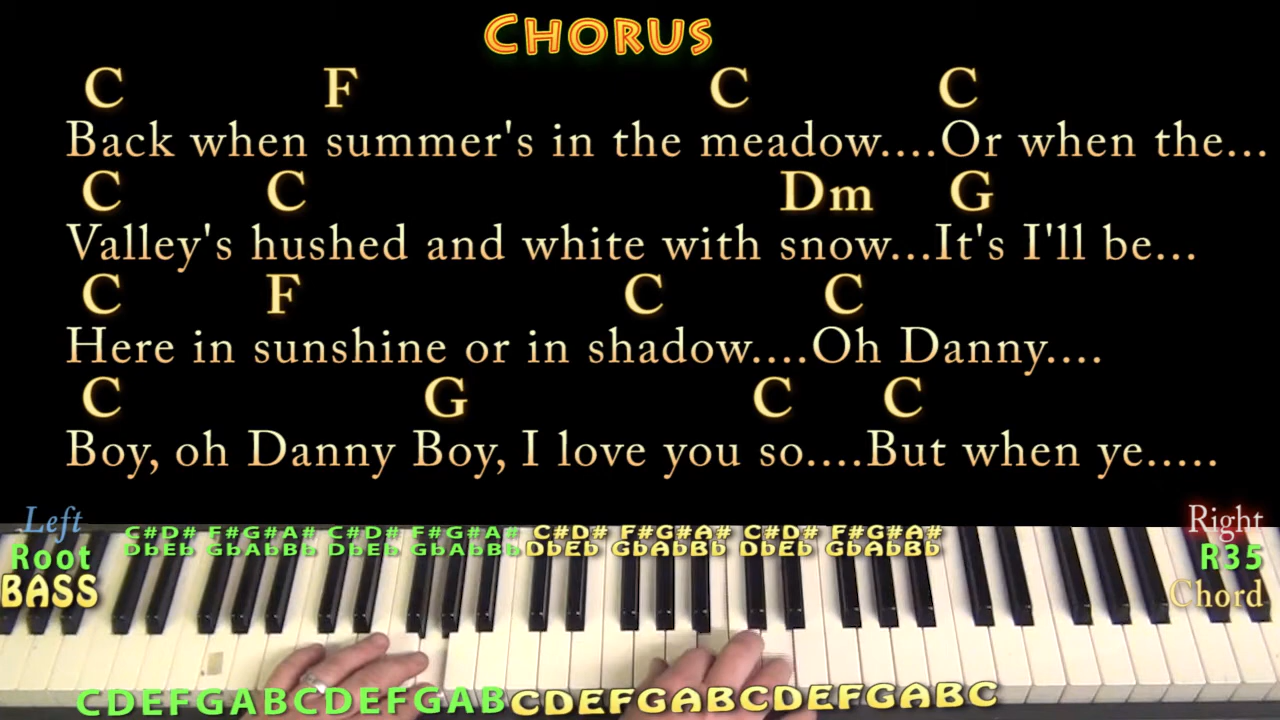 CHORUS
C F C C
Back when summer's in the meadow....Or when the...
C C Dm G
Valley's hushed and white with snow...It's I'll be...
C F C C
Here in sunshine or in shadow....Oh Danny....
C G C C
Boy, oh Danny Boy, I love you so....But when ye.....
Left
Root
BASS
C#D# F#G#A# C#D# F#G#A# C#D# F#G#A# C#D# F#G#A#
DbEb GbAbBb DbEb GbAbBb DbEb GbAbBb DbEb GbAbBb
Right
R35
Chord
CDEFGABCDEFGABCDEFGABCDEFGABC